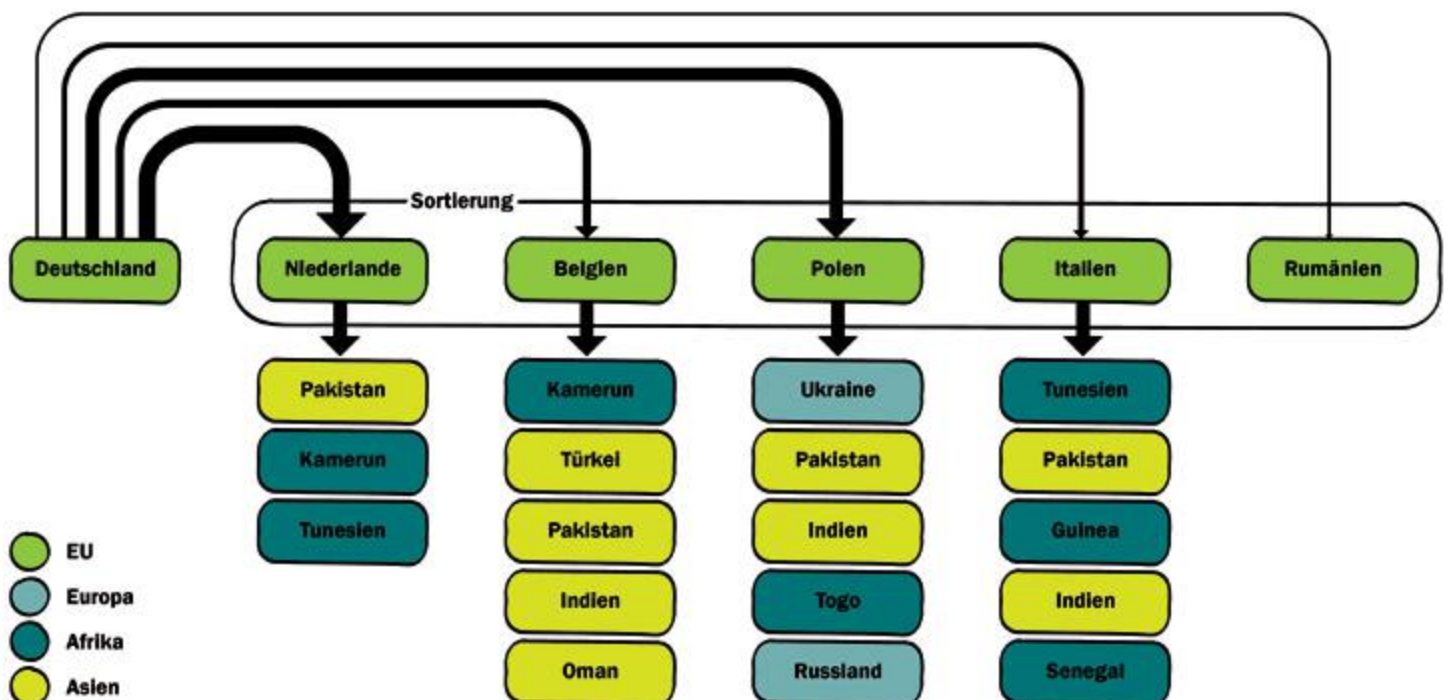 Sortierung
Deutschland
Niederlande
Belgien
Polen
Italien
Rumänien
Pakistan
Kamerun
Tunesien
Kamerun
Türkei
Pakistan
Indien
Oman
Ukraine
Pakistan
Indien
Togo
Russland
Tunesien
Pakistan
Guinea
Indien
Senegal
EU
Europa
Afrika
Asien